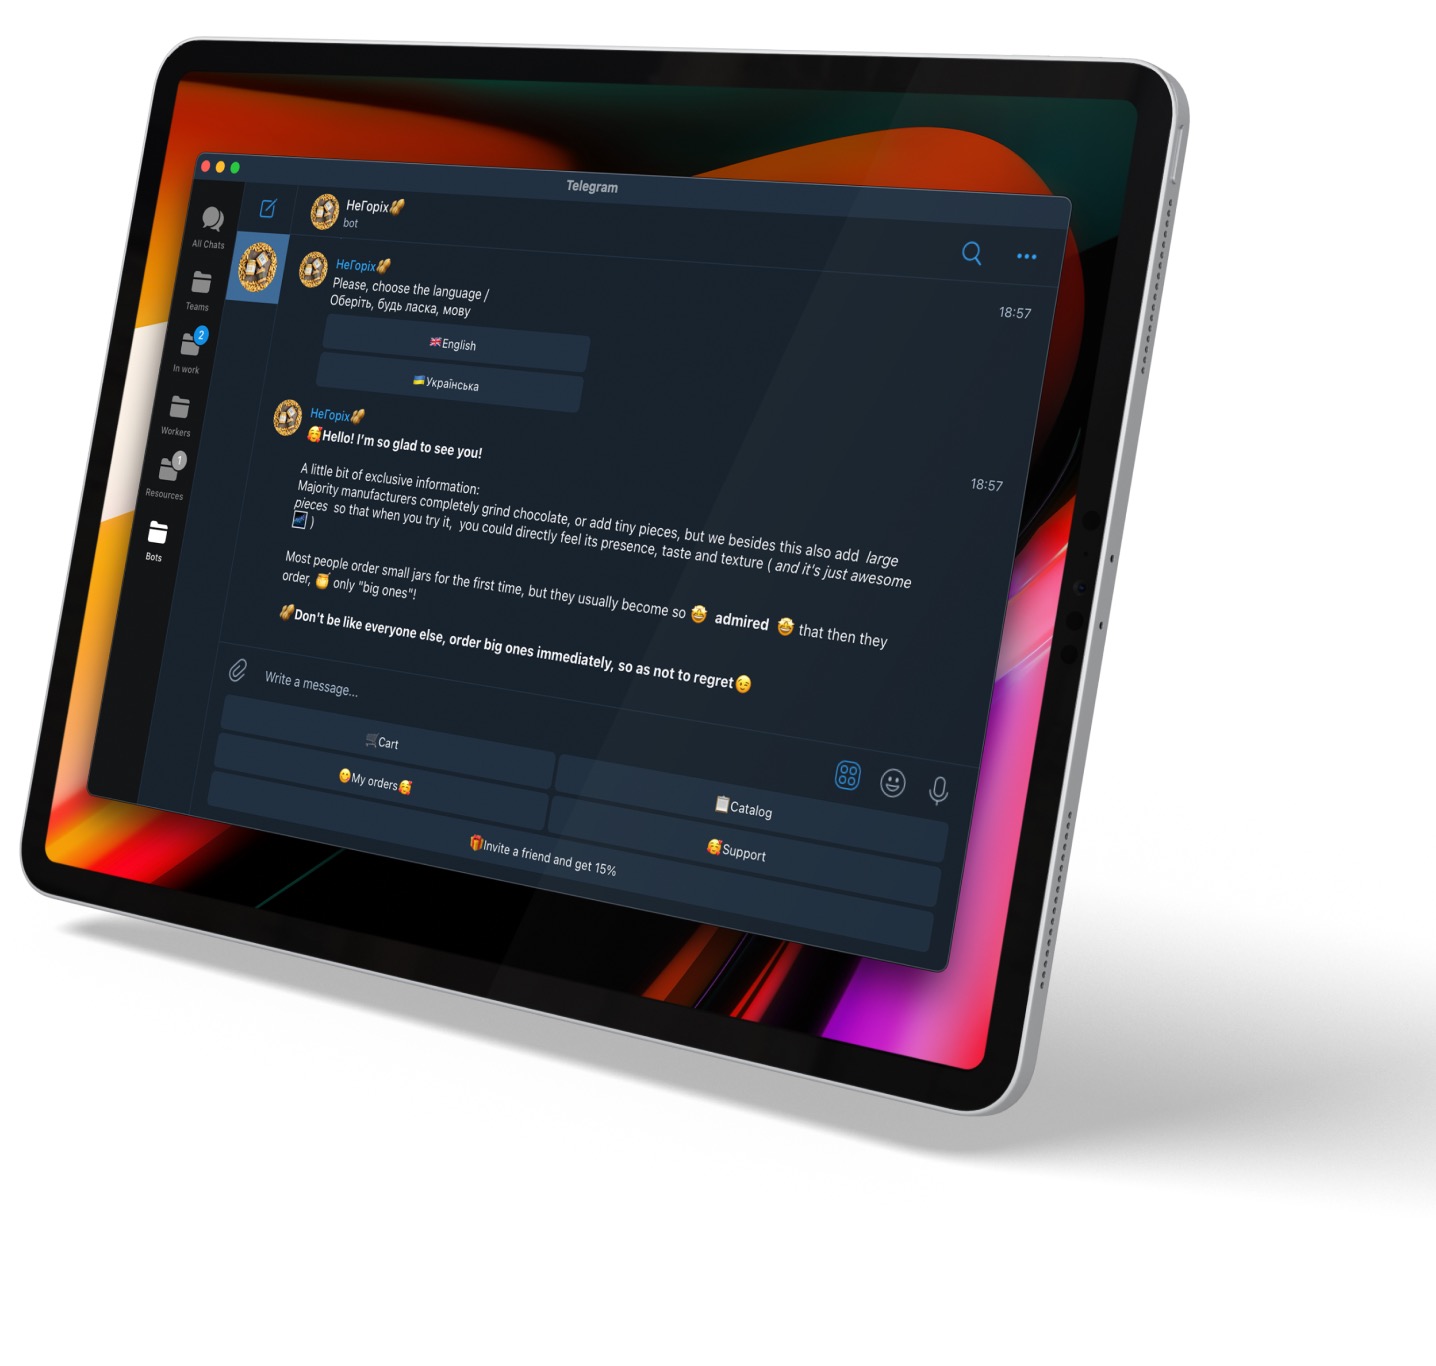 Telegram
НеГоріх🥜
bot
All Chats
Teams
2
In work
Workers
1
Resources
Bots
НеГоріх🥜
Please, choose the language /
Оберіть, будь ласка, мову
18:57
🇬🇧English
🇺🇦Українська
НеГоріх🥜
🥰Hello! I'm so glad to see you!
18:57
A little bit of exclusive information:
Majority manufacturers completely grind chocolate, or add tiny pieces, but we besides this also add large
pieces so that when you try it, you could directly feel its presence, taste and texture ( and it's just awesome
🌌 )
Most people order small jars for the first time, but they usually become so 🤩 admired 🤩 that then they
order, 🍯 only "big ones"!
🥜Don't be like everyone else, order big ones immediately, so as not to regret😉
Write a message...
🛒Cart
📋Catalog
😋My orders🥰
🥰Support
🎁Invite a friend and get 15%